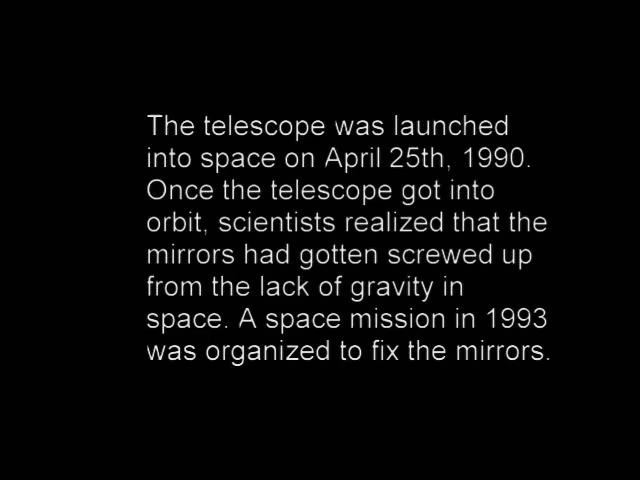 The telescope was launched
into space on April 25th, 1990.
Once the telescope got into
orbit, scientists realized that the
mirrors had gotten screwed up
from the lack of gravity in
space. A space mission in 1993
was organized to fix the mirrors.